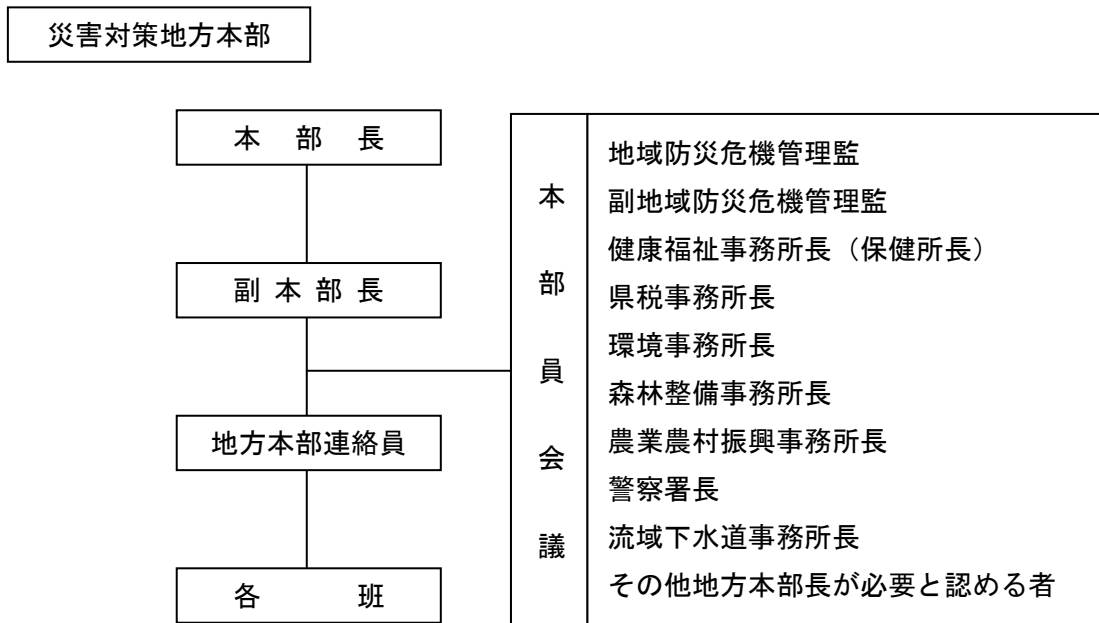 災害対策地方本部
本部長
副本部長
地方本部連絡員
各班
本部員会議
地域防災危機管理監
副地域防災危機管理監
健康福祉事務所長（保健所長）
県税事務所長
環境事務所長
森林整備事務所長
農業農村振興事務所長
警察署長
流域下水道事務所長
その他地方本部長が必要と認める者